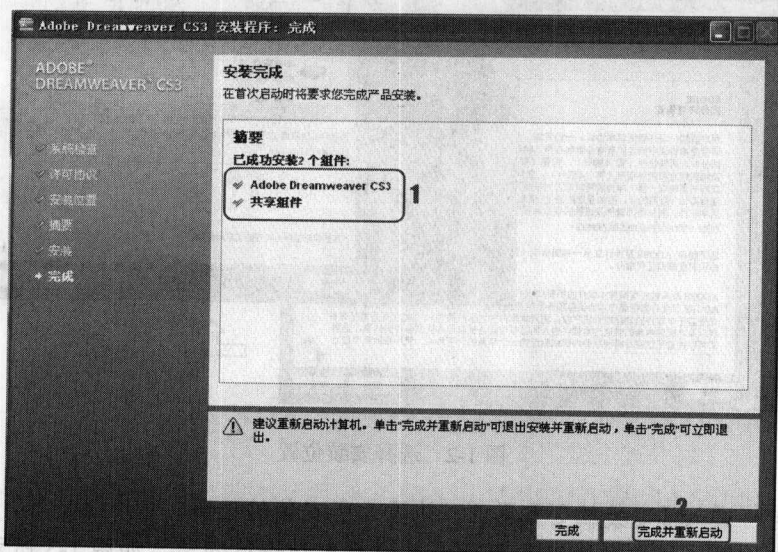 Adobe Dreamweaver CS3 安装程序: 完成
ADOBE®
DREAMWEAVER® CS3
系统检查
许可协议
安装位置
摘要
安装
完成
安装完成
在首次启动时将要求您完成产品安装。
摘要
已成功安装2 个组件:
Adobe Dreamweaver CS3
共享组件
1
建议重新启动计算机。单击“完成并重新启动”可退出安装并重新启动，单击“完成”可立即退
出。
2
完成
完成并重新启动